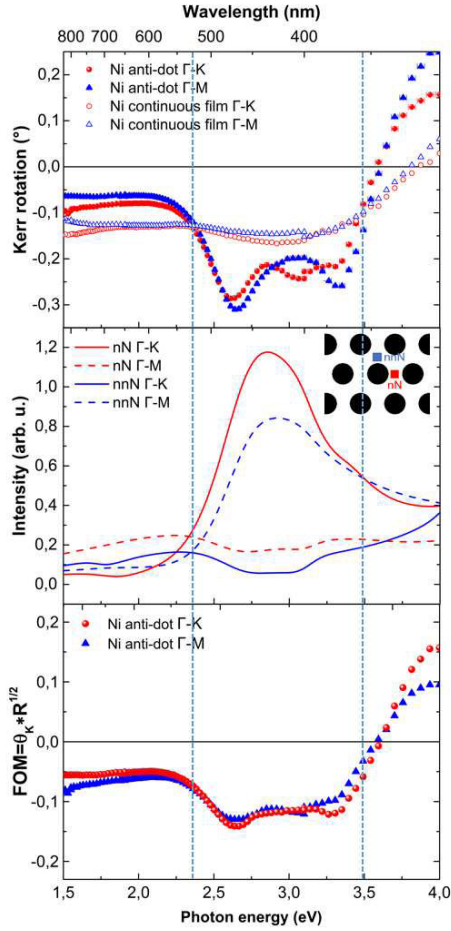 Wavelength (nm)
800 700 600 500 400
0,2
0,1
0,0
-0,1
-0,2
-0,3
Kerr rotation (°)
Ni anti-dot Γ-K
Ni anti-dot Γ-M
Ni continuous film Γ-K
Ni continuous film Γ-M
1,2
1,0
0,8
0,6
0,4
0,2
0,0
Intensity (arb. u.)
nN Γ-K
nN Γ-M
nnN Γ-K
nnN Γ-M
nnN
nN
0,1
0,0
-0,1
-0,2
FOM=θK*R1/2
Ni anti-dot Γ-K
Ni anti-dot Γ-M
1,5 2,0 2,5 3,0 3,5 4,0
Photon energy (eV)